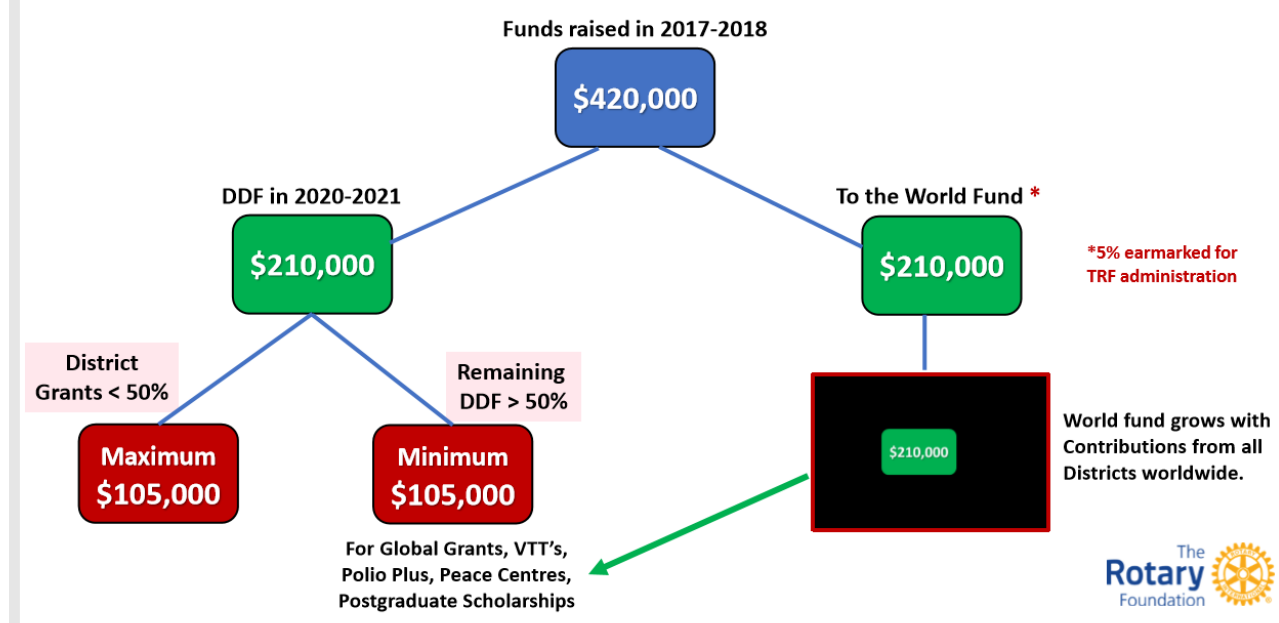 Funds raised in 2017-2018
$420,000
DDF in 2020-2021
$210,000
To the World Fund *
$210,000
*5% earmarked for
TRF administration
District
Grants < 50%
Remaining
DDF > 50%
Maximum
$105,000
Minimum
$105,000
$210,000
World fund grows with
Contributions from all
Districts worldwide.
For Global Grants, VTT's,
Polio Plus, Peace Centres,
Postgraduate Scholarships
The
Rotary
Foundation